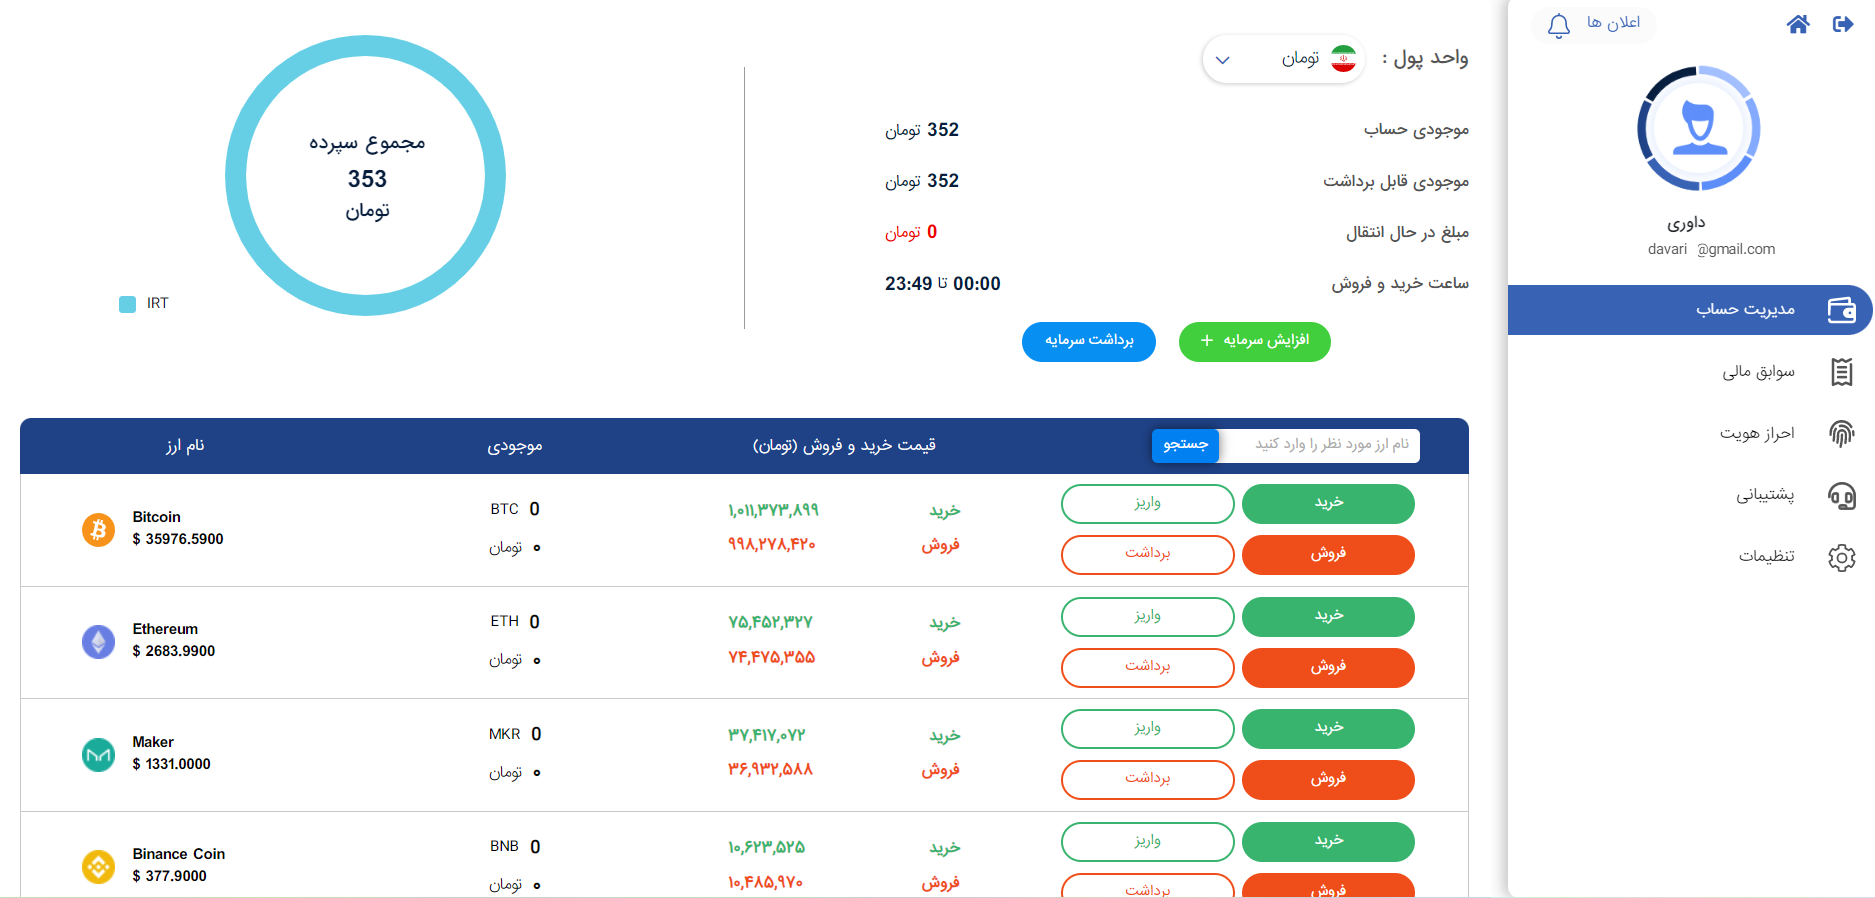 اعلان ها
داوری
davari @gmail.com
مدیریت حساب
سوابق مالی
احراز هویت
پشتیبانی
تنظیمات
واحد پول : تومان
موجودی حساب 352 تومان
موجودی قابل برداشت 352 تومان
مبلغ در حال انتقال 0 تومان
ساعت خرید و فروش 00:00 تا 23:49
افزایش سرمایه + برداشت سرمایه
مجموع سپرده
353
تومان
IRT
نام ارز مورد نظر را وارد کنید جستجو قیمت خرید و فروش (تومان) موجودی نام ارز
خرید واریز خرید ۱,۰۱۱,۳۷۳,۸۹۹ BTC 0 Bitcoin
فروش برداشت فروش ۹۹۸,۲۷۸,۴۲۰ ۰ تومان $ 35976.5900
خرید واریز خرید ۷۵,۴۵۲,۳۲۷ ETH 0 Ethereum
فروش برداشت فروش ۷۴,۴۷۵,۳۵۵ ۰ تومان $ 2683.9900
خرید واریز خرید ۳۷,۴۱۷,۰۷۲ MKR 0 Maker
فروش برداشت فروش ۳۶,۹۳۲,۵۸۸ ۰ تومان $ 1331.0000
خرید واریز خرید ۱۰,۶۲۳,۵۲۵ BNB 0 Binance Coin
فروش برداشت فروش ۱۰,۴۸۵,۹۷۰ ۰ تومان $ 377.9000